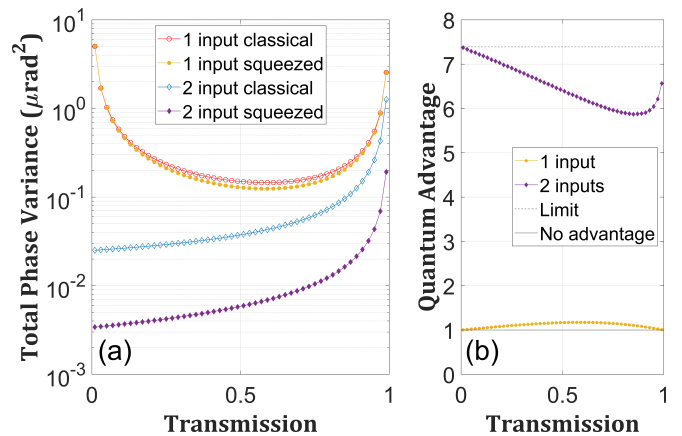 Total Phase Variance (μrad²)
10¹
10⁰
10⁻¹
10⁻²
10⁻³
1 input classical
1 input squeezed
2 input classical
2 input squeezed
(a)
0
0.5
1
Transmission
Quantum Advantage
8
7
6
5
4
3
2
1
0
1 input
2 inputs
Limit
No advantage
(b)
0
0.5
1
Transmission